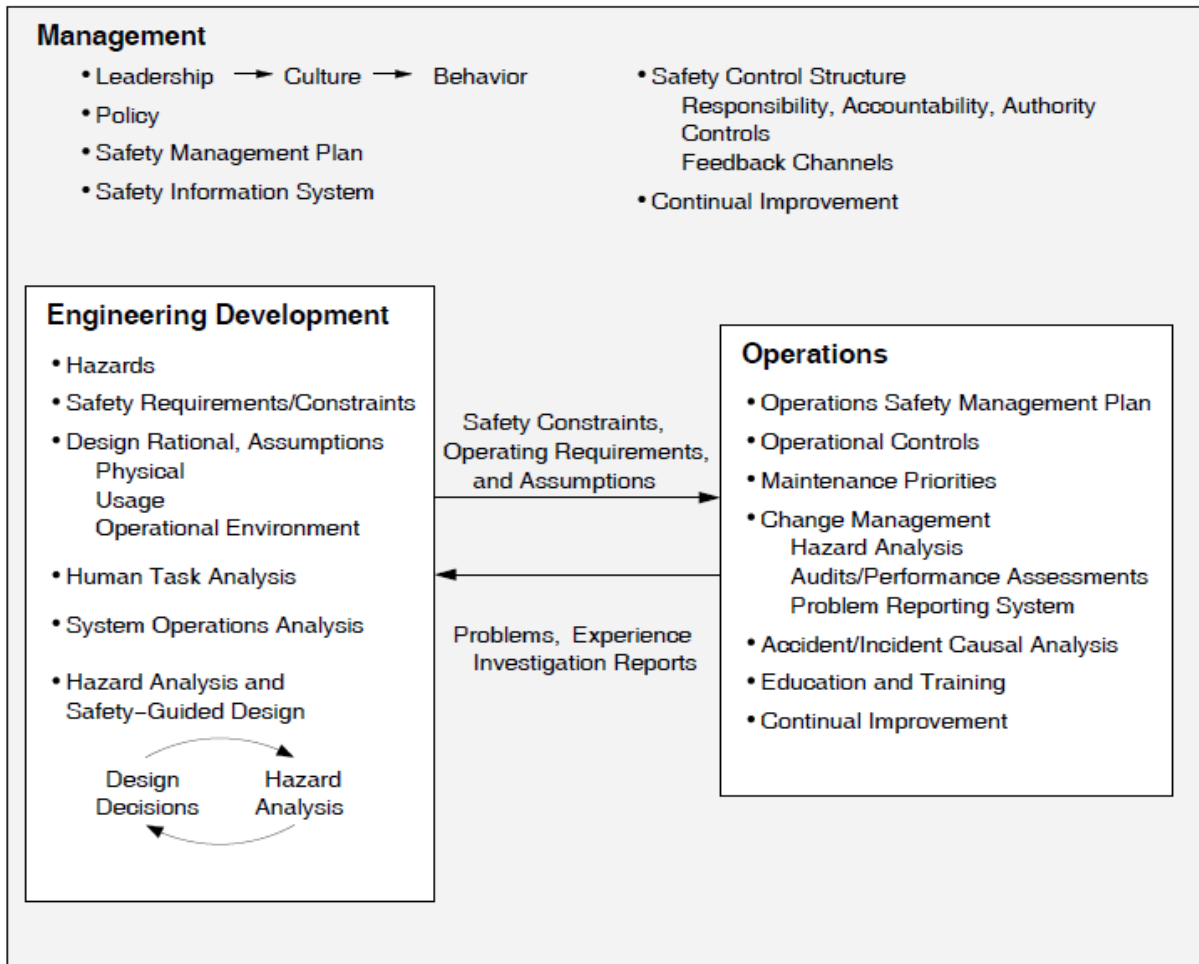 Management
• Leadership → Culture → Behavior
• Policy
• Safety Management Plan
• Safety Information System
• Safety Control Structure
Responsibility, Accountability, Authority
Controls
Feedback Channels
• Continual Improvement
Engineering Development
• Hazards
• Safety Requirements/Constraints
• Design Rational, Assumptions
Physical
Usage
Operational Environment
• Human Task Analysis
• System Operations Analysis
• Hazard Analysis and
Safety–Guided Design
Design
Decisions
Hazard
Analysis
Safety Constraints,
Operating Requirements,
and Assumptions
Problems, Experience
Investigation Reports
Operations
• Operations Safety Management Plan
• Operational Controls
• Maintenance Priorities
• Change Management
Hazard Analysis
Audits/Performance Assessments
Problem Reporting System
• Accident/Incident Causal Analysis
• Education and Training
• Continual Improvement